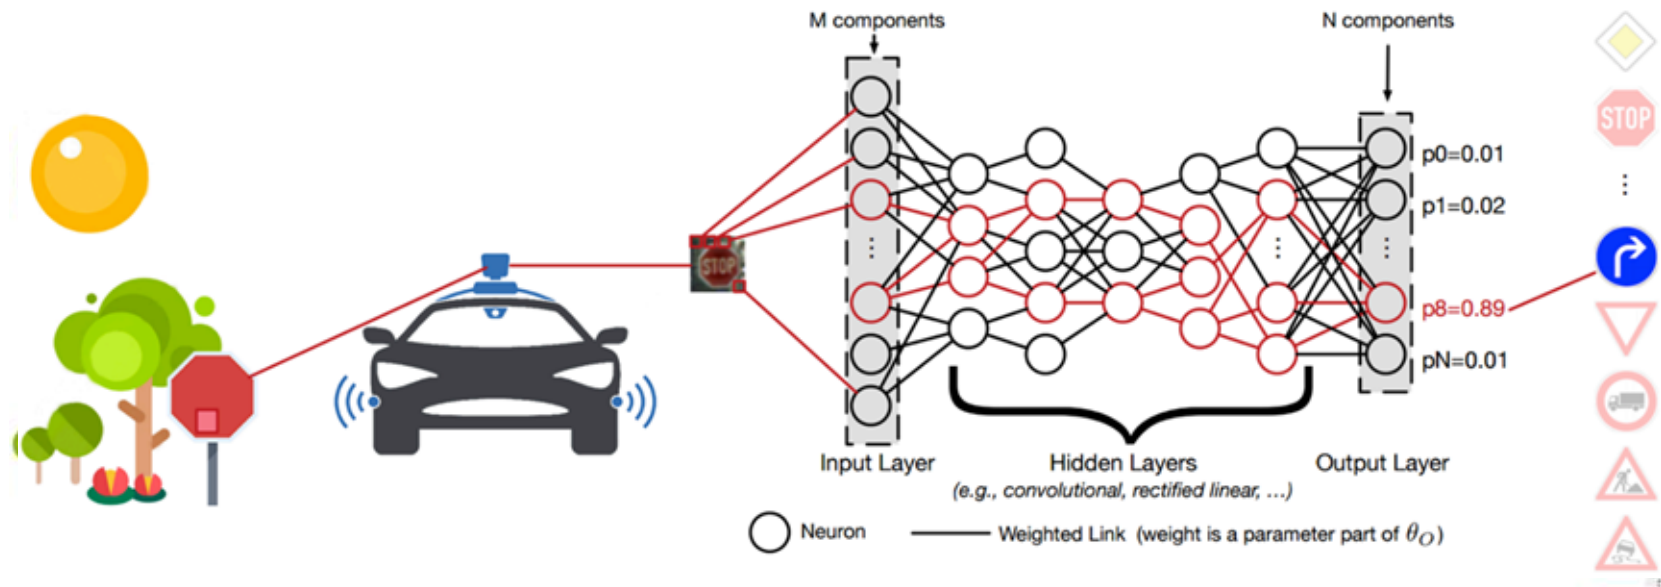 M components
N components
STOP
p0=0.01
p1=0.02
...
STOP
...
...
...
p8=0.89
pN=0.01
Input Layer
Hidden Layers
Output Layer
(e.g., convolutional, rectified linear, ...)
Neuron
Weighted Link (weight is a parameter part of θ_O)